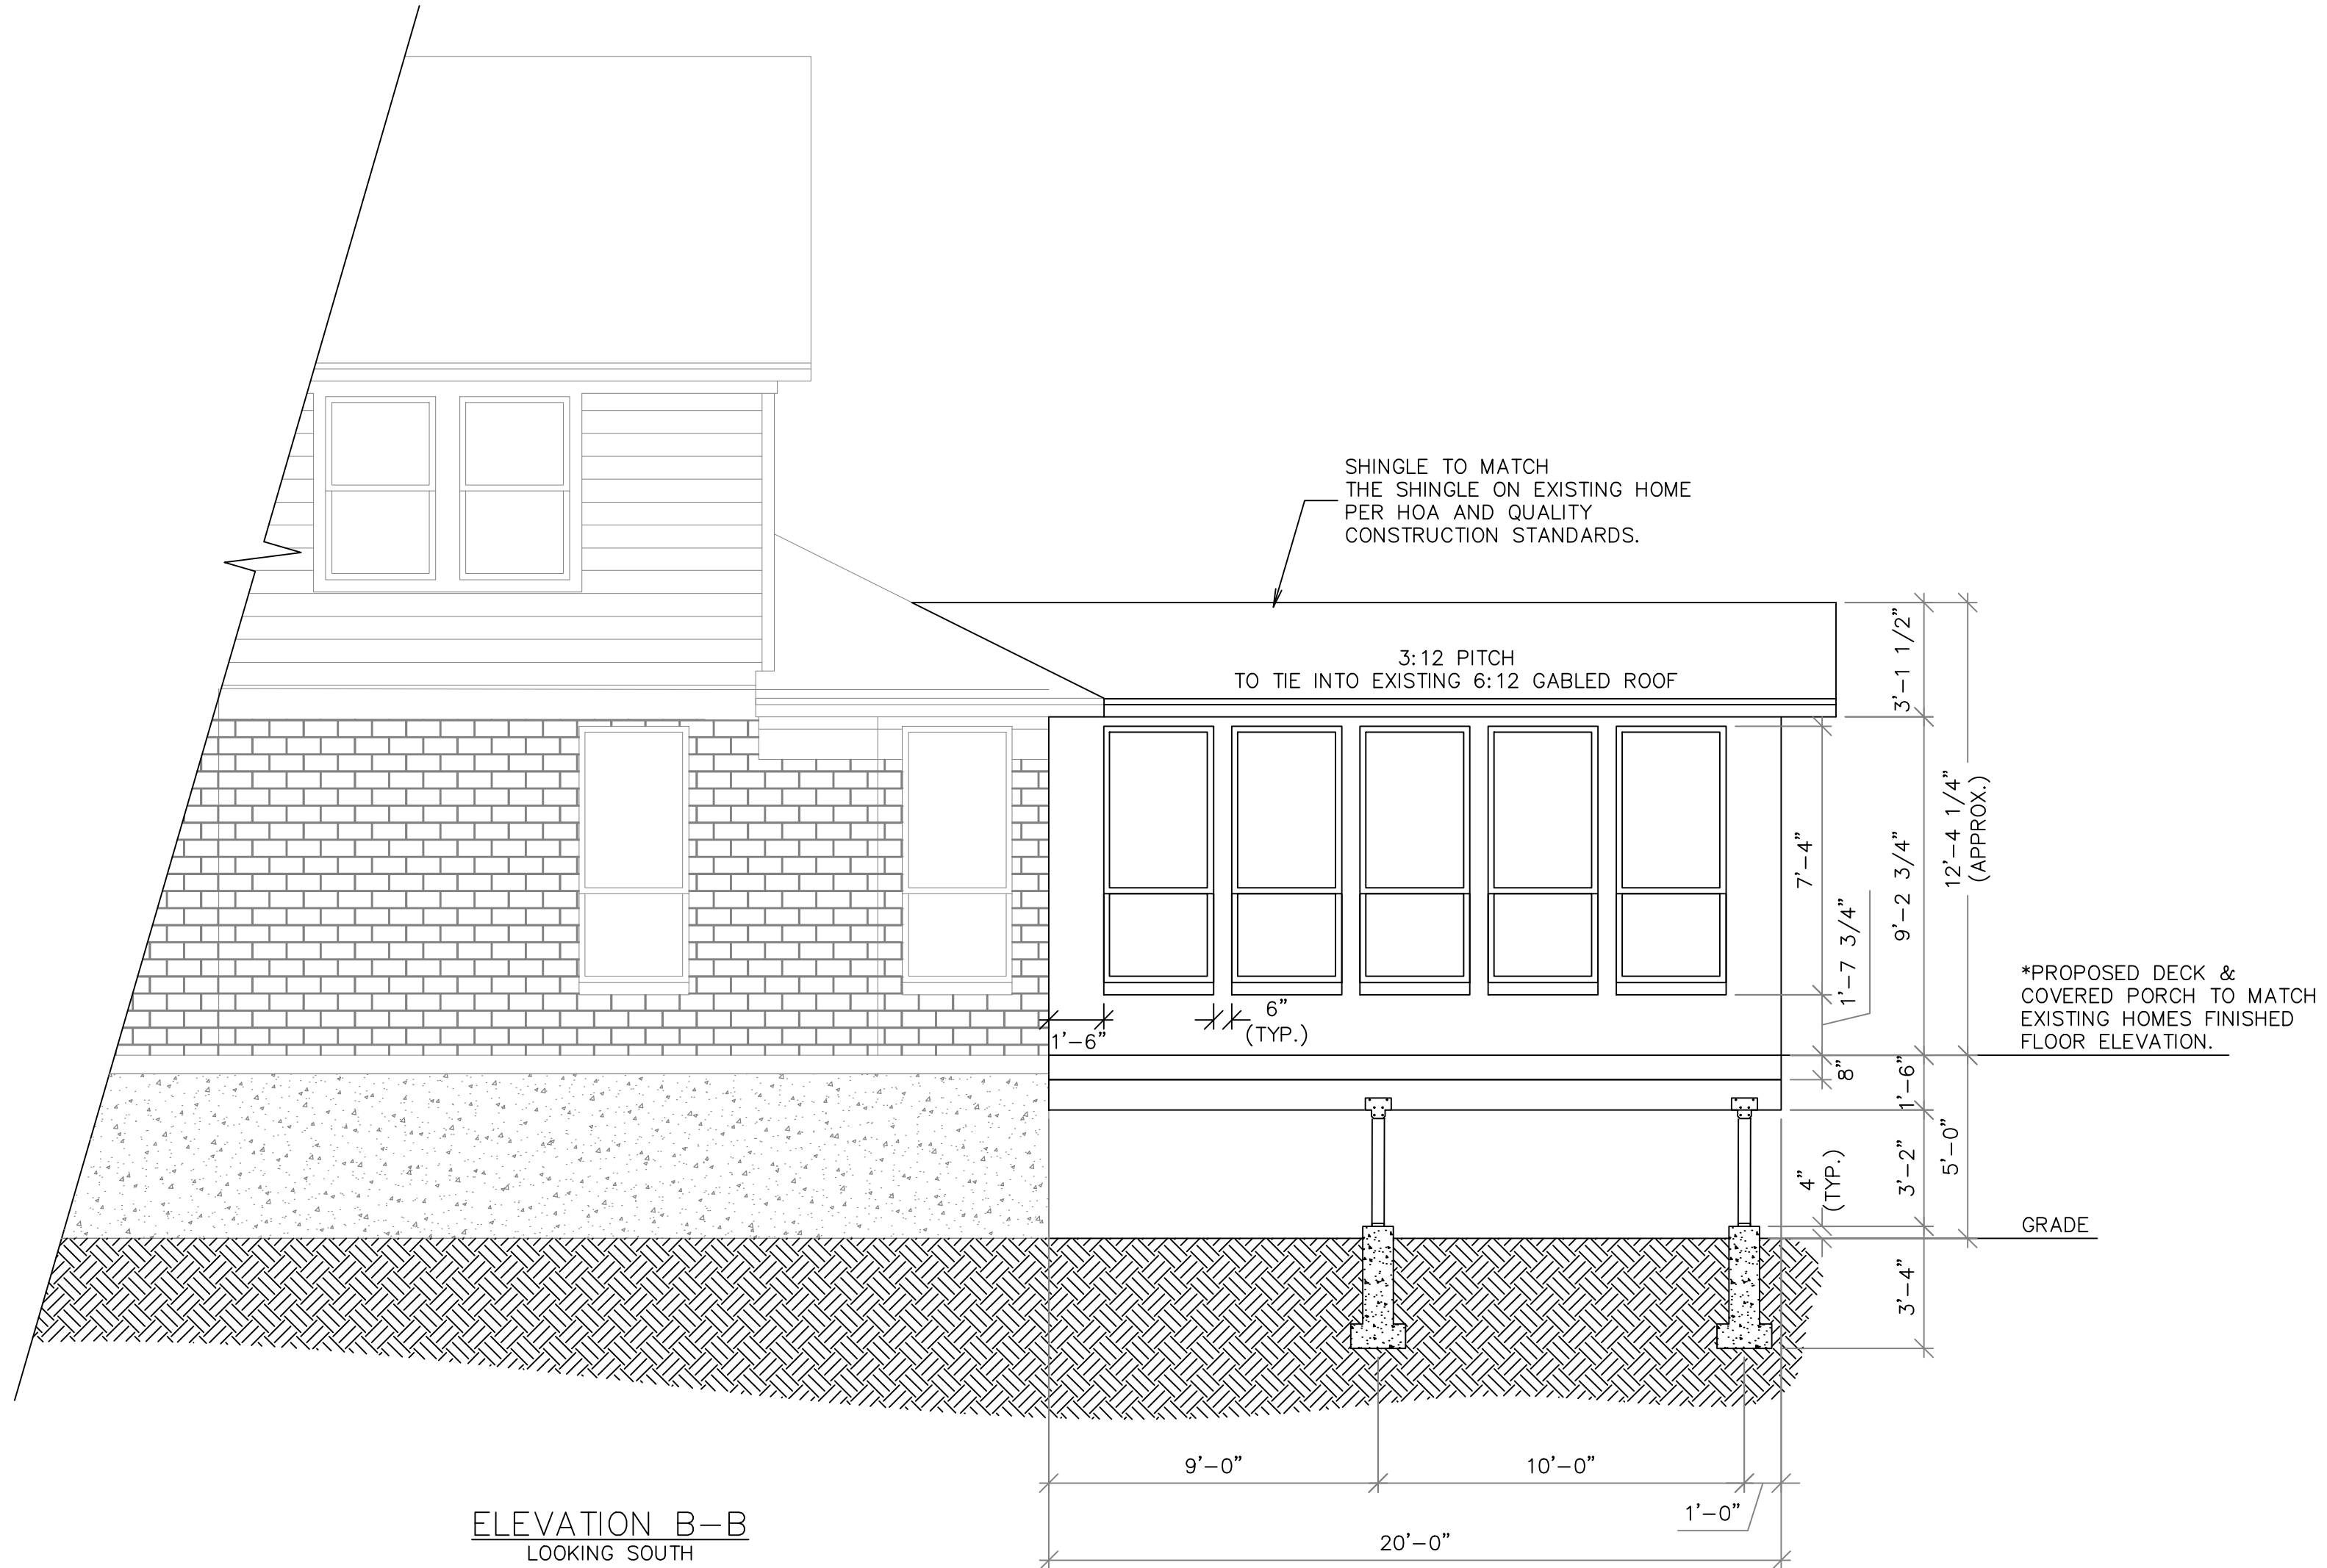 SHINGLE TO MATCH
THE SHINGLE ON EXISTING HOME
PER HOA AND QUALITY
CONSTRUCTION STANDARDS.
3:12 PITCH
TO TIE INTO EXISTING 6:12 GABLED ROOF
3'-1 1/2"
12'-4 1/4"
(APPROX.)
9'-2 3/4"
7'-4"
1'-7 3/4"
*PROPOSED DECK &
COVERED PORCH TO MATCH
EXISTING HOMES FINISHED
FLOOR ELEVATION.
1'-6"
6"
(TYP.)
8"
1'-6"
5'-0"
3'-2"
4"
(TYP.)
GRADE
3'-4"
9'-0"
10'-0"
1'-0"
20'-0"
ELEVATION B-B
LOOKING SOUTH